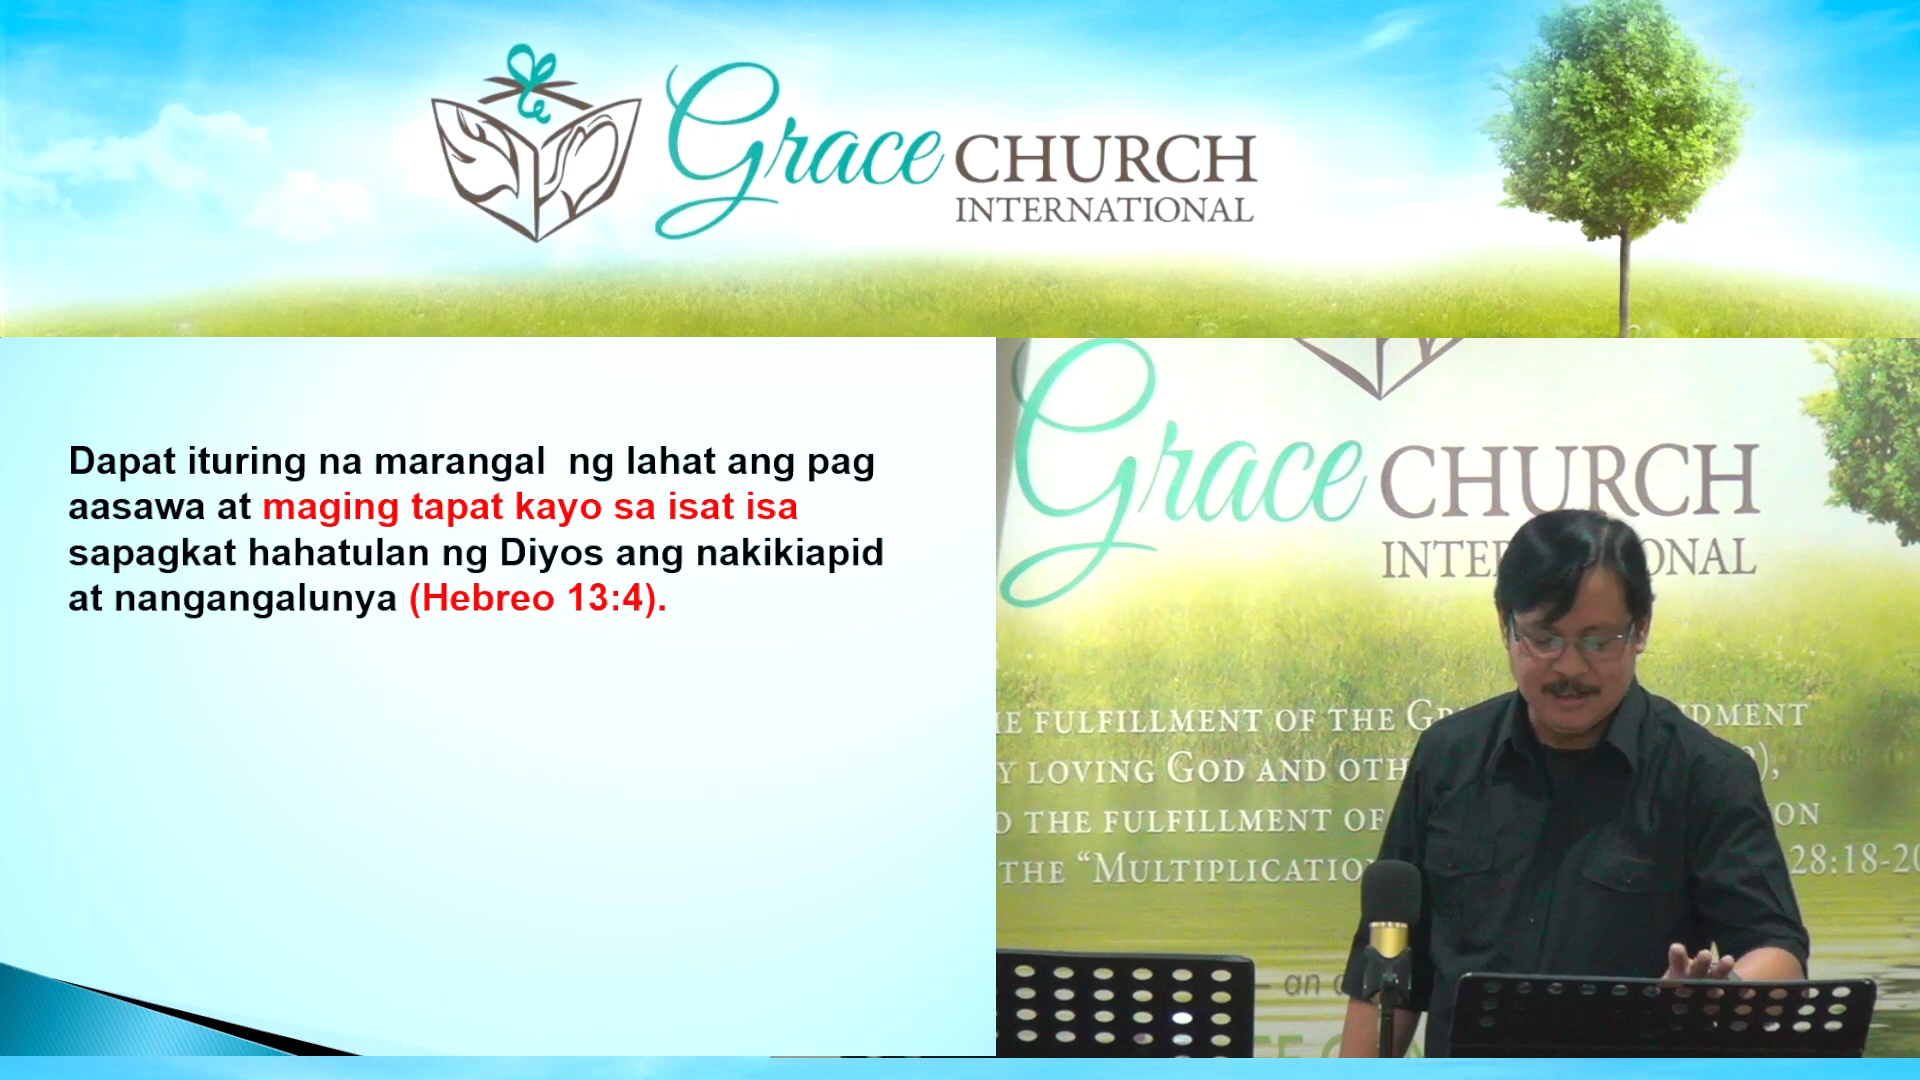 Grace CHURCH
INTERNATIONAL
Dapat ituring na marangal  ng lahat ang pag
aasawa at maging tapat kayo sa isat isa
sapagkat hahatulan ng Diyos ang nakikiapid
at nangangalunya (Hebreo 13:4).
Grace CHURCH
FULFILLMENT OF THE
LOVING GOD AND
THE FULFILLMENT OF
THE “
28:18-20
an